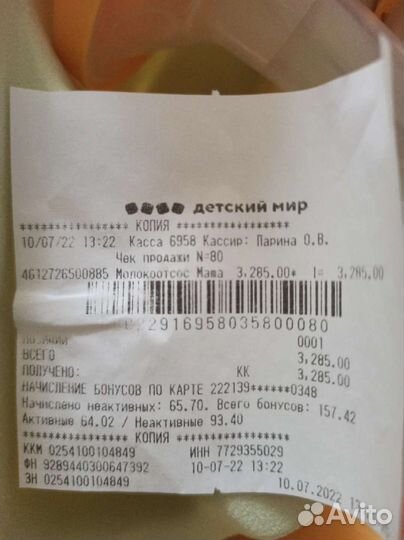 детский мир
***************** КОПИЯ *****************
10/07/22 13:22 Касса 6958 Кассир: Парина О.В.
Чек продажи N=80
4612726500885 Молокоотсос Маша 3,285.00* 1= 3,285.00
2916958035800080
0001
ВСЕГО 3,285.00
ПОЛУЧЕНО: КК 3,285.00
НАЧИСЛЕНИЕ БОНУСОВ ПО КАРТЕ 222139******0348
Начислено неактивных: 65.70. Всего бонусов: 157.42
Активные 64.02 / Неактивные 93.40
***************** КОПИЯ *****************
ККМ 0254100104849 ИНН 7729355029
ФН 9289440300647392 10-07-22 13:22
ЗН 0254100104849 10.07.2022
Avito